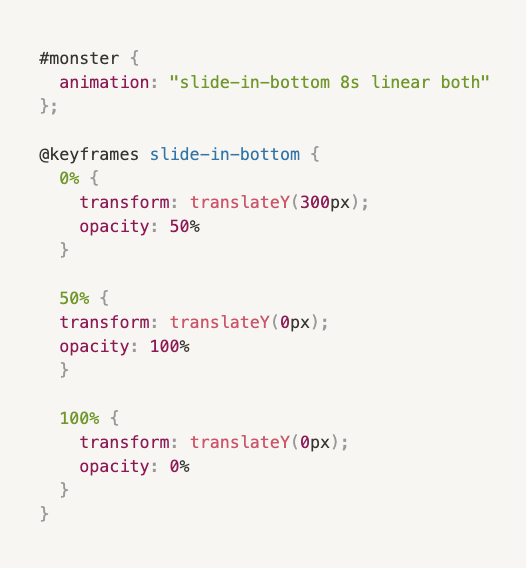 #monster {
  animation: "slide-in-bottom 8s linear both"
};

@keyframes slide-in-bottom {
  0% {
    transform: translateY(300px);
    opacity: 50%
  }

  50% {
  transform: translateY(0px);
  opacity: 100%
  }

  100% {
    transform: translateY(0px);
    opacity: 0%
  }
}